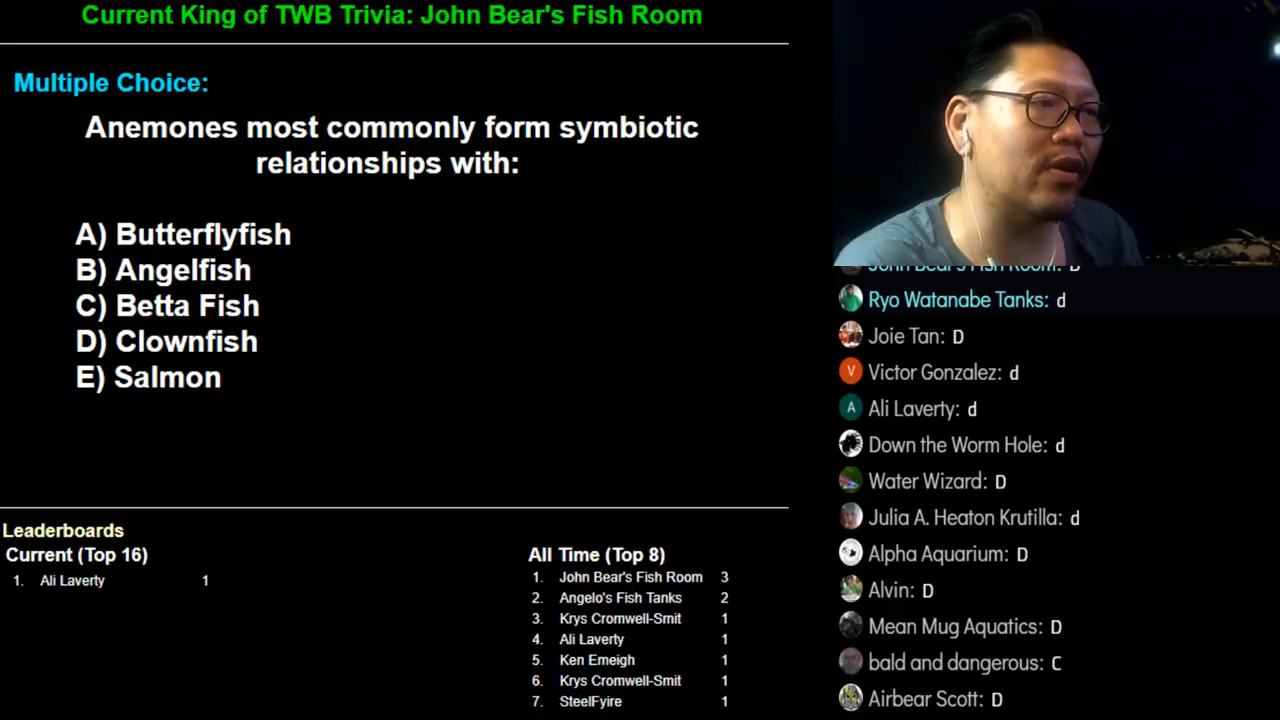 Current King of TWB Trivia: John Bear's Fish Room
Multiple Choice:
Anemones most commonly form symbiotic
relationships with:
A) Butterflyfish
B) Angelfish
C) Betta Fish
D) Clownfish
E) Salmon
Leaderboards
Current (Top 16)
1. Ali Laverty 1
All Time (Top 8)
1. John Bear's Fish Room 3
2. Angelo's Fish Tanks 2
3. Krys Cromwell-Smit 1
4. Ali Laverty 1
5. Ken Emeigh 1
6. Krys Cromwell-Smit 1
7. SteelFyire 1
John Bear's Fish Room: D
Ryo Watanabe Tanks: d
Joie Tan: D
V Victor Gonzalez: d
A Ali Laverty: d
Down the Worm Hole: d
Water Wizard: D
Julia A. Heaton Krutilla: d
Alpha Aquarium: D
Alvin: D
Mean Mug Aquatics: D
bald and dangerous: C
Airbear Scott: D